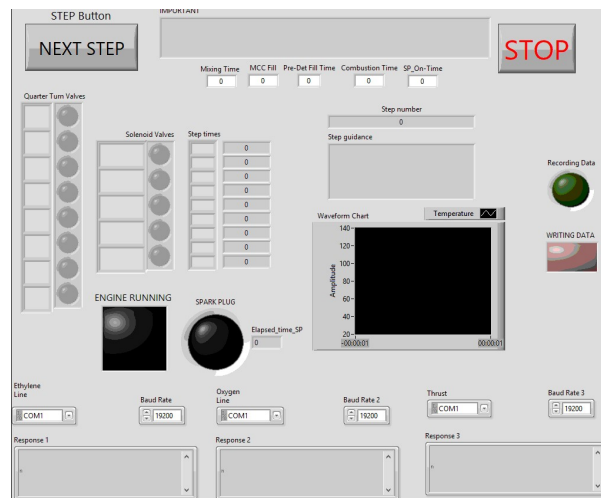 STEP Button
IMPORTANT
NEXT STEP
STOP
Mixing Time
MCC Fill
Pre-Det Fill Time
Combustion Time
SP_On-Time
0
0
0
0
0
Quarter Turn Valves
Step number
0
Solenoid Valves
Step times
Step guidance
0
0
0
0
0
0
0
0
0
Recording Data
Waveform Chart
Temperature
WRITING DATA
Amplitude
140
120
100
80
60
40
20
-00:00:01
00:00:01
ENGINE RUNNING
SPARK PLUG
Elapsed_time_SP
0
Ethylene
Line
COM1
Baud Rate
19200
Oxygen
Line
COM1
Baud Rate 2
19200
Thrust
COM1
Baud Rate 3
19200
Response 1
Response 2
Response 3